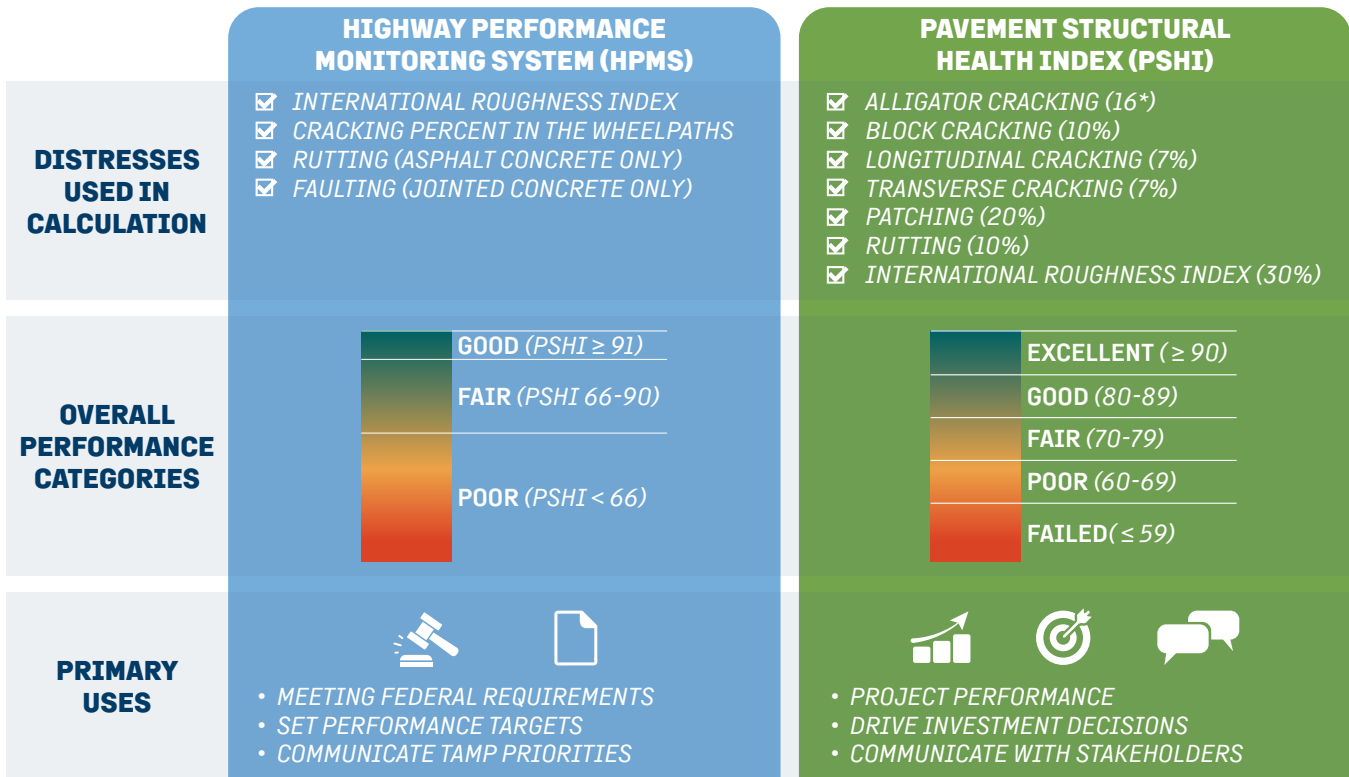 HIGHWAY PERFORMANCE
MONITORING SYSTEM (HPMS)
PAVEMENT STRUCTURAL
HEALTH INDEX (PSHI)
DISTRESSES
USED IN
CALCULATION
INTERNATIONAL ROUGHNESS INDEX
CRACKING PERCENT IN THE WHEELPATHS
RUTTING (ASPHALT CONCRETE ONLY)
FAULTING (JOINTED CONCRETE ONLY)
ALLIGATOR CRACKING (16*)
BLOCK CRACKING (10%)
LONGITUDINAL CRACKING (7%)
TRANSVERSE CRACKING (7%)
PATCHING (20%)
RUTTING (10%)
INTERNATIONAL ROUGHNESS INDEX (30%)
OVERALL
PERFORMANCE
CATEGORIES
GOOD (PSHI ≥ 91)
FAIR (PSHI 66-90)
POOR (PSHI < 66)
EXCELLENT (≥ 90)
GOOD (80-89)
FAIR (70-79)
POOR (60-69)
FAILED(≤ 59)
PRIMARY
USES
• MEETING FEDERAL REQUIREMENTS
• SET PERFORMANCE TARGETS
• COMMUNICATE TAMP PRIORITIES
• PROJECT PERFORMANCE
• DRIVE INVESTMENT DECISIONS
• COMMUNICATE WITH STAKEHOLDERS